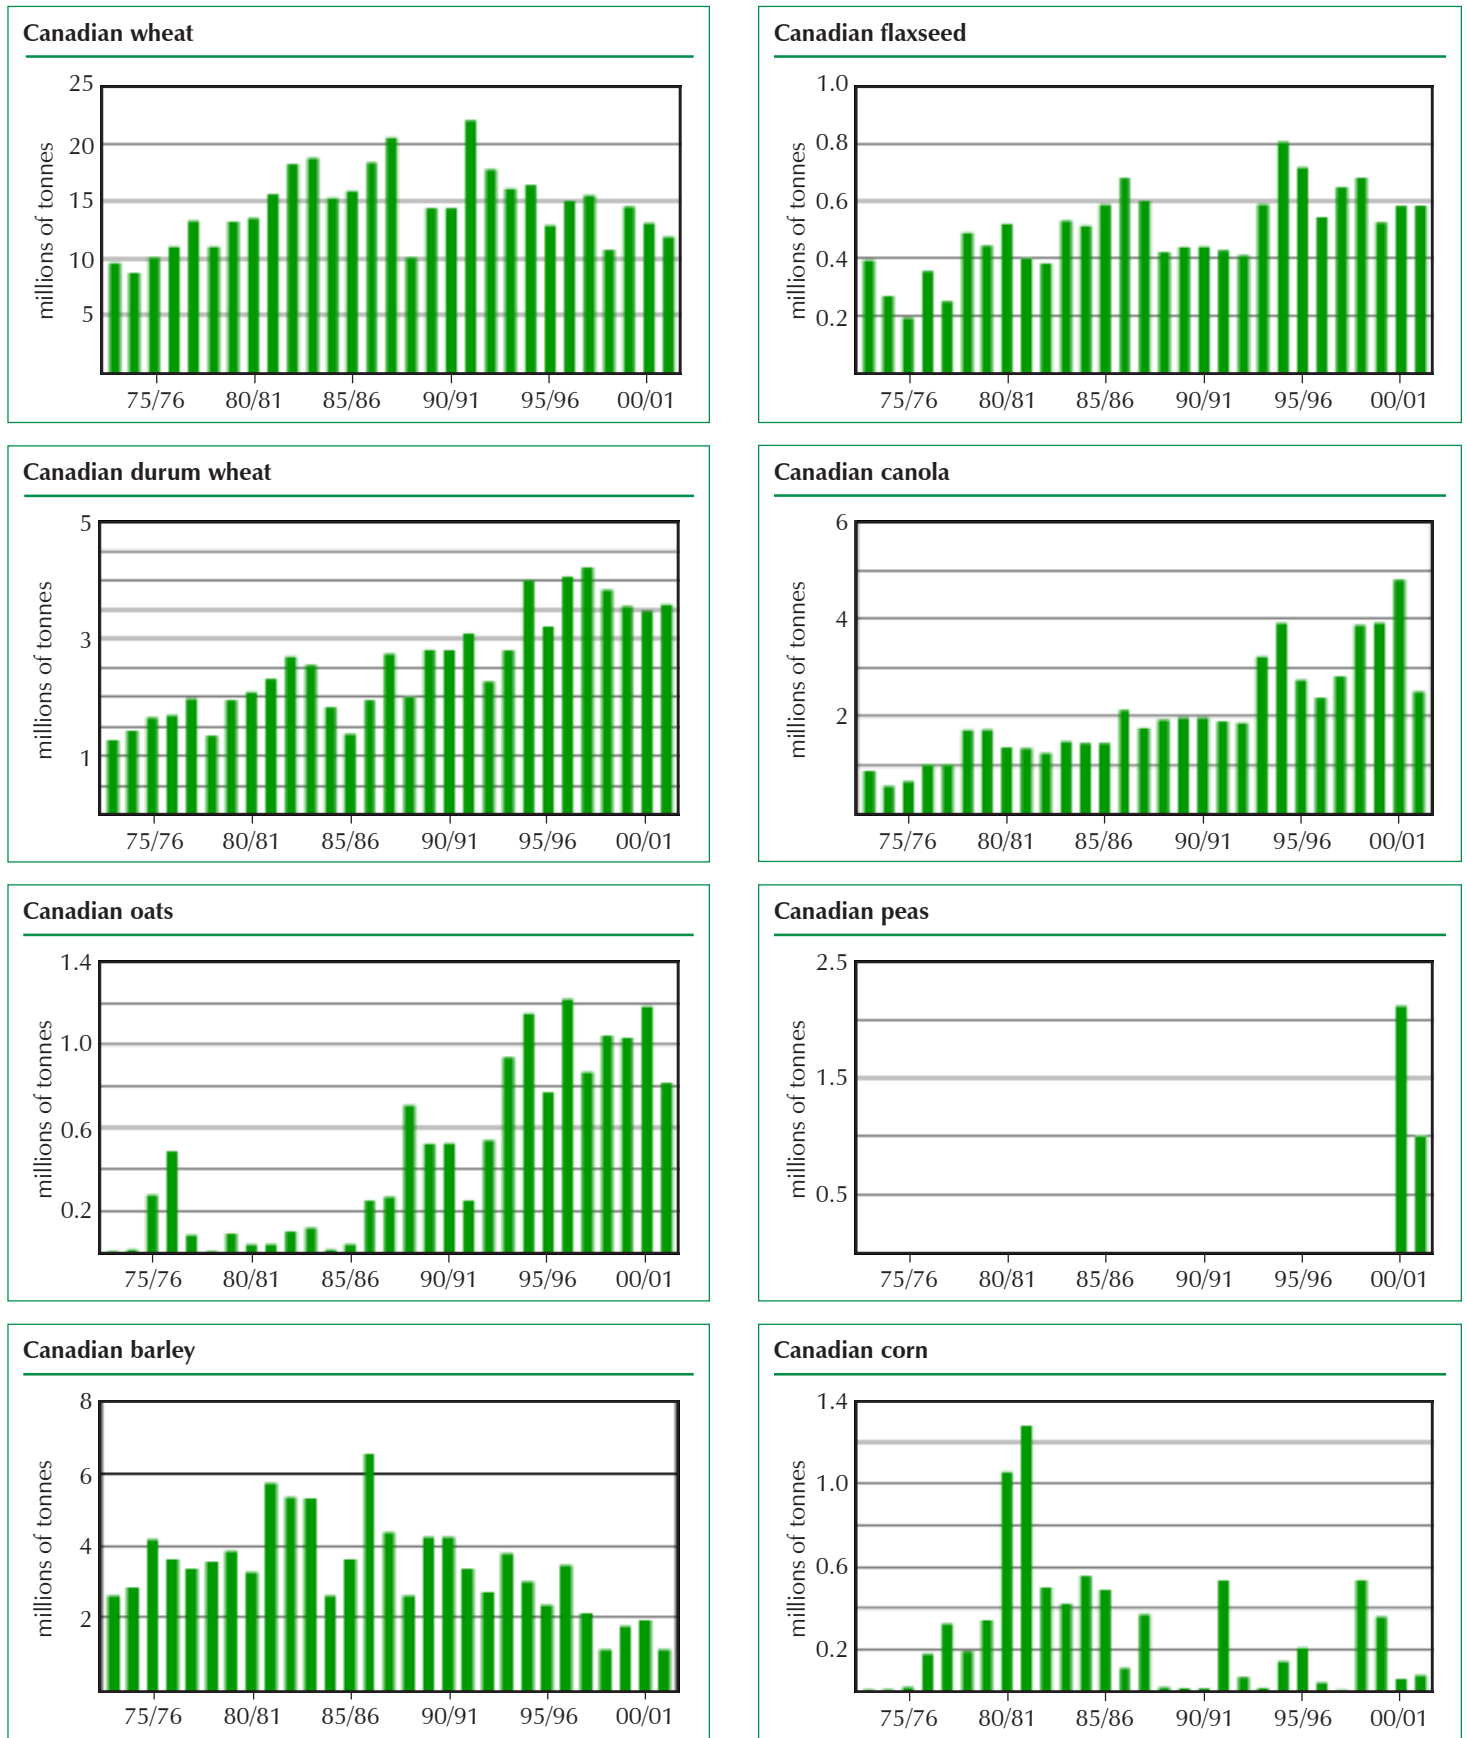 Canadian wheat
25
20
15
10
5
millions of tonnes
75/76 80/81 85/86 90/91 95/96 00/01
Canadian flaxseed
1.0
0.8
0.6
0.4
0.2
millions of tonnes
75/76 80/81 85/86 90/91 95/96 00/01
Canadian durum wheat
5
3
1
millions of tonnes
75/76 80/81 85/86 90/91 95/96 00/01
Canadian canola
6
4
2
millions of tonnes
75/76 80/81 85/86 90/91 95/96 00/01
Canadian oats
1.4
1.0
0.6
0.2
millions of tonnes
75/76 80/81 85/86 90/91 95/96 00/01
Canadian peas
2.5
1.5
0.5
millions of tonnes
75/76 80/81 85/86 90/91 95/96 00/01
Canadian barley
8
6
4
2
millions of tonnes
75/76 80/81 85/86 90/91 95/96 00/01
Canadian corn
1.4
1.0
0.6
0.2
millions of tonnes
75/76 80/81 85/86 90/91 95/96 00/01